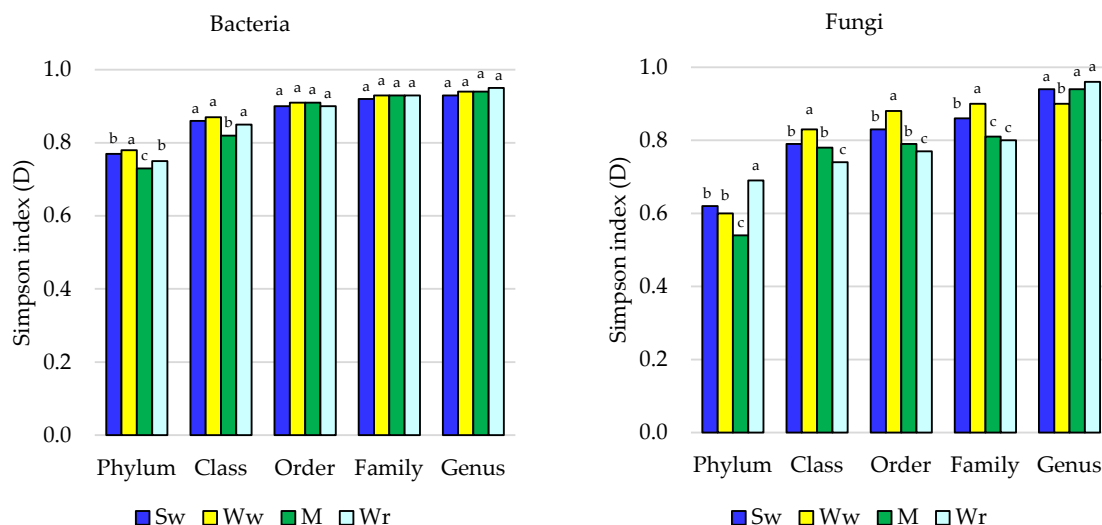 Bacteria
Simpson index (D)
1.0
0.8
0.6
0.4
0.2
0.0
b a c b
a a b a
a a a a
a a a a
a a a a
Phylum Class Order Family Genus
Sw Ww M Wr
Fungi
Simpson index (D)
1.0
0.8
0.6
0.4
0.2
0.0
b b c a
b a b c
b a b c
b a c c
a b a a
Phylum Class Order Family Genus
Sw Ww M Wr